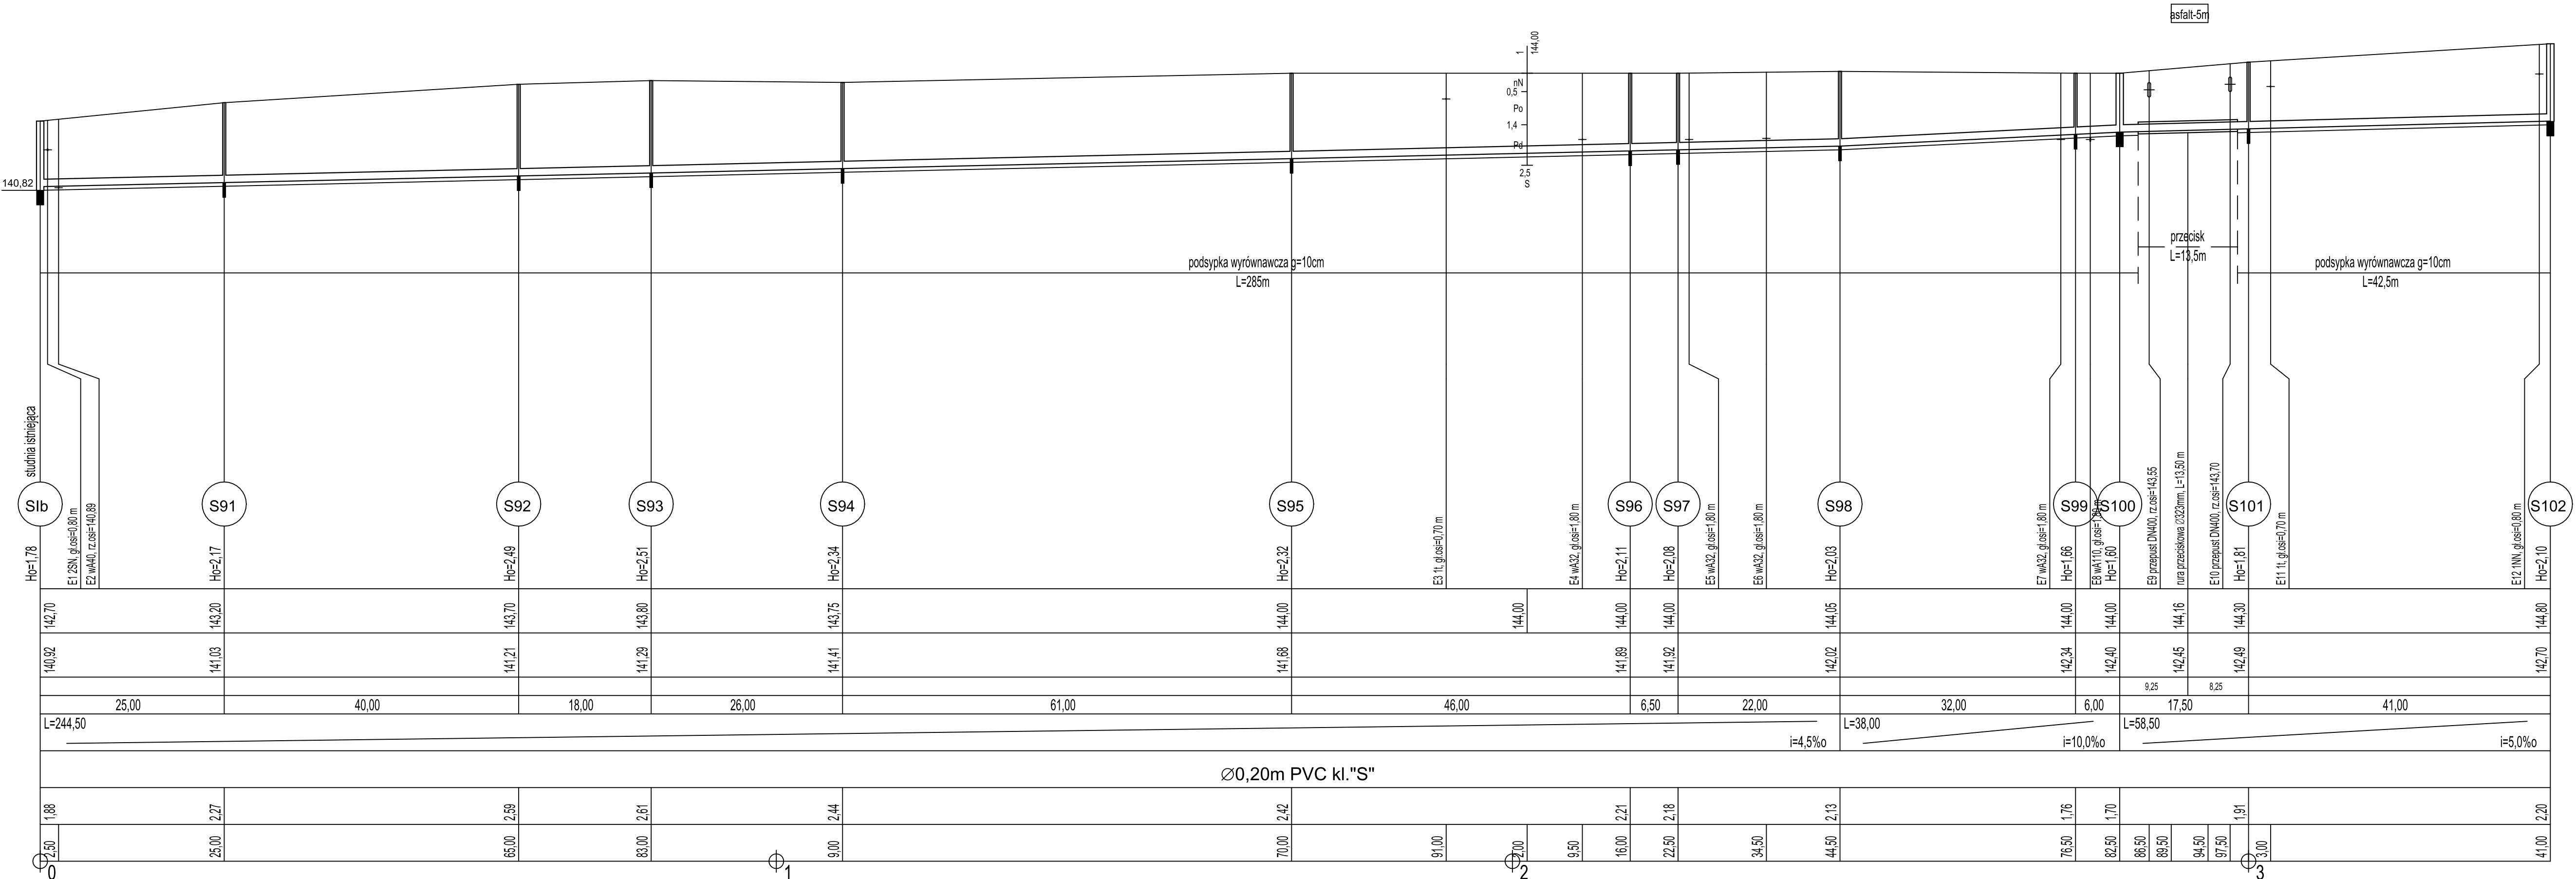 asfalt-5m
1
144,00
nN
0,5
Po
1,4
Pd
2,5
S
140,82
przecisk
L=13,5m
podsypka wyrównawcza g=10cm
L=285m
podsypka wyrównawcza g=10cm
L=42,5m
studnia istniejąca
SIb
S91
S92
S93
S94
S95
S96
S97
S98
S99
S100
S101
S102
Ho=1,78
E1 2SN, gł.osi=0,80 m
E2 wA40, rz.osi=140,89
Ho=2,17
Ho=2,49
Ho=2,51
Ho=2,34
Ho=2,32
E3 1t, gł.osi=0,70 m
E4 wA32, gł.osi=1,80 m
Ho=2,11
Ho=2,08
E5 wA32, gł.osi=1,80 m
E6 wA32, gł.osi=1,80 m
Ho=2,03
E7 wA32, gł.osi=1,80 m
Ho=1,66
E8 wA110, gł.osi=1,80 m
Ho=1,60
E9 przepust DN400, rz.osi=143,55
rura przeciskowa ∅323mm, L=13,50 m
E10 przepust DN400, rz.osi=143,70
Ho=1,81
E11 1t, gł.osi=0,70 m
E12 1NN, gł.osi=0,80 m
Ho=2,10
142,70 143,20 143,70 143,80 143,75 144,00 144,00 144,00 144,00 144,05 144,00 144,00 144,16 144,30 144,80
140,92 141,03 141,21 141,29 141,41 141,68 141,89 141,92 142,02 142,34 142,40 142,45 142,49 142,70
9,25 8,25
25,00 40,00 18,00 26,00 61,00 46,00 6,50 22,00 32,00 6,00 17,50 41,00
L=244,50 L=38,00 L=58,50
i=4,5%o i=10,0%o i=5,0%o
∅0,20m PVC kl."S"
1,88 2,27 2,59 2,61 2,44 2,42 2,21 2,18 2,13 1,76 1,70 1,91 2,20
2,50 25,00 65,00 83,00 9,00 70,00 91,00 2,00 9,50 16,00 22,50 34,50 44,50 76,50 82,50 86,50 89,50 94,50 97,50 3,00 41,00
0 1 2 3